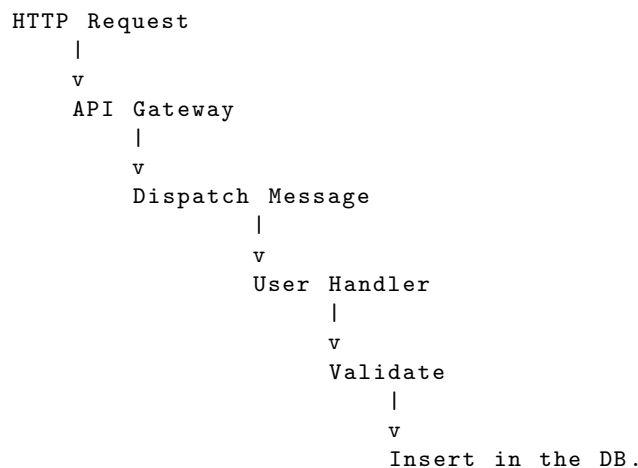 HTTP Request
|
v
API Gateway
|
v
Dispatch Message
|
v
User Handler
|
v
Validate
|
v
Insert in the DB.